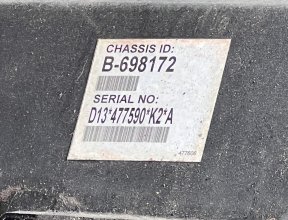 CHASSIS ID:
B-698172
SERIAL NO:
D13*477590*K2*A